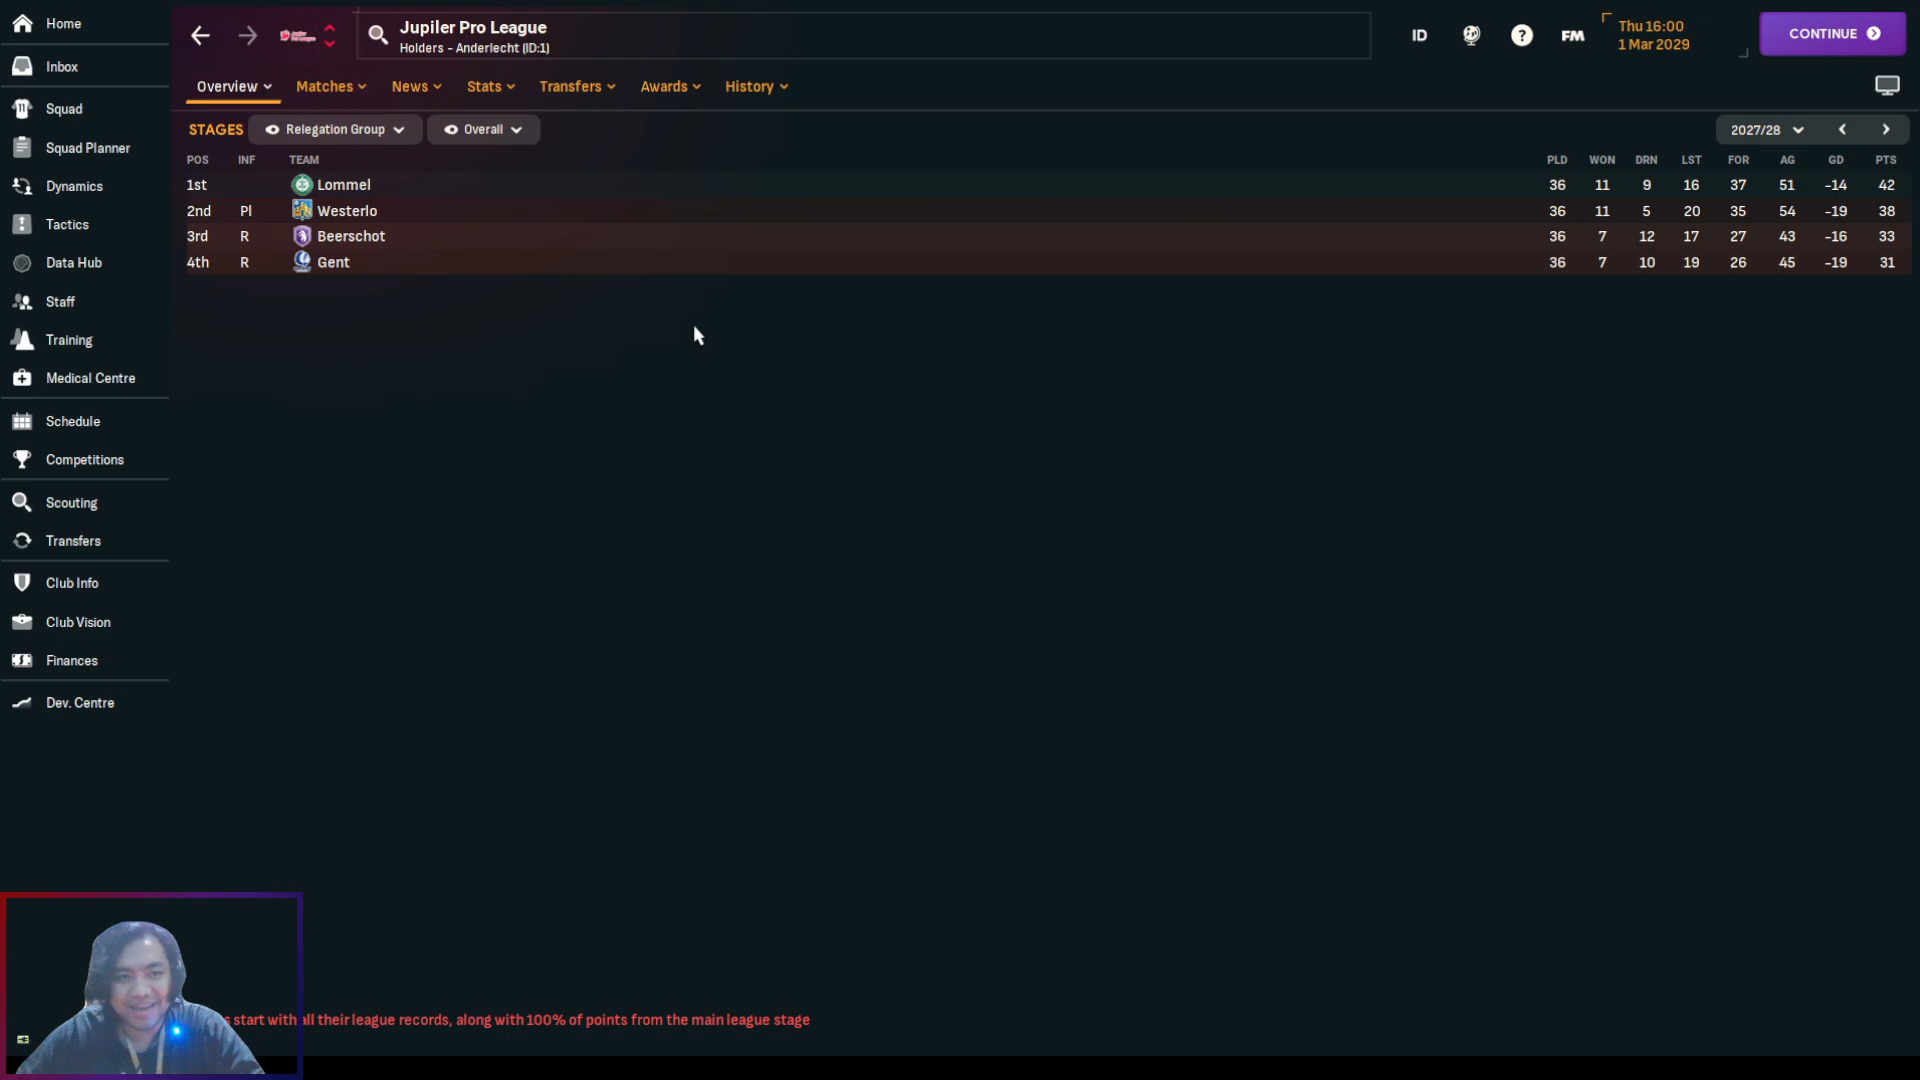 Home
Inbox
Squad
Squad Planner
Dynamics
Tactics
Data Hub
Staff
Training
Medical Centre
Schedule
Competitions
Scouting
Transfers
Club Info
Club Vision
Finances
Dev. Centre
Jupiler Pro League
Holders - Anderlecht (ID:1)
ID ? FM
Thu 16:00
1 Mar 2029
CONTINUE
Overview Matches News Stats Transfers Awards History
STAGES Relegation Group Overall 2027/28
POS INF TEAM PLD WON DRN LST FOR AG GD PTS
1st Lommel 36 11 9 16 37 51 -14 42
2nd Pl Westerlo 36 11 5 20 35 54 -19 38
3rd R Beerschot 36 7 12 17 27 43 -16 33
4th R Gent 36 7 10 19 26 45 -19 31
s start with all their league records, along with 100% of points from the main league stage